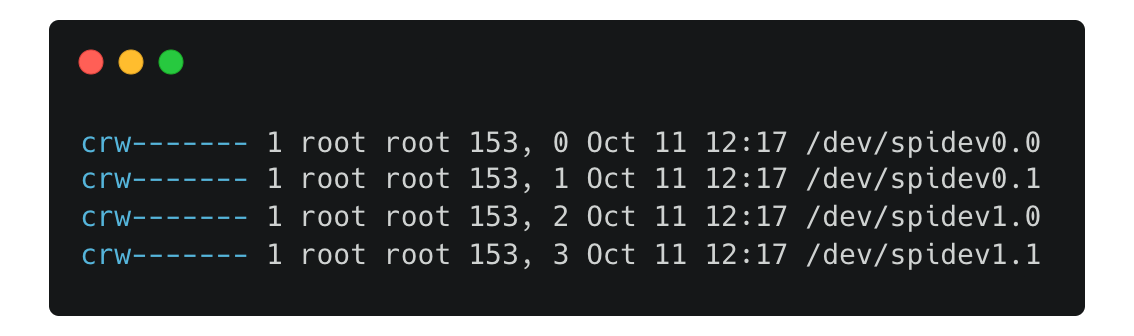 crw------- 1 root root 153, 0 Oct 11 12:17 /dev/spidev0.0
crw------- 1 root root 153, 1 Oct 11 12:17 /dev/spidev0.1
crw------- 1 root root 153, 2 Oct 11 12:17 /dev/spidev1.0
crw------- 1 root root 153, 3 Oct 11 12:17 /dev/spidev1.1